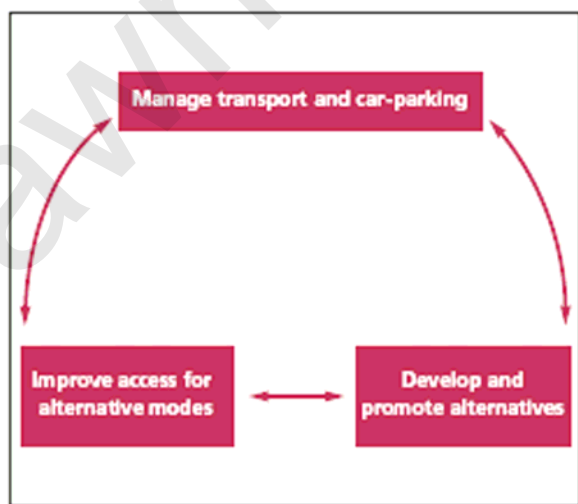 Manage transport and car-parking
Improve access for
alternative modes
Develop and
promote alternatives